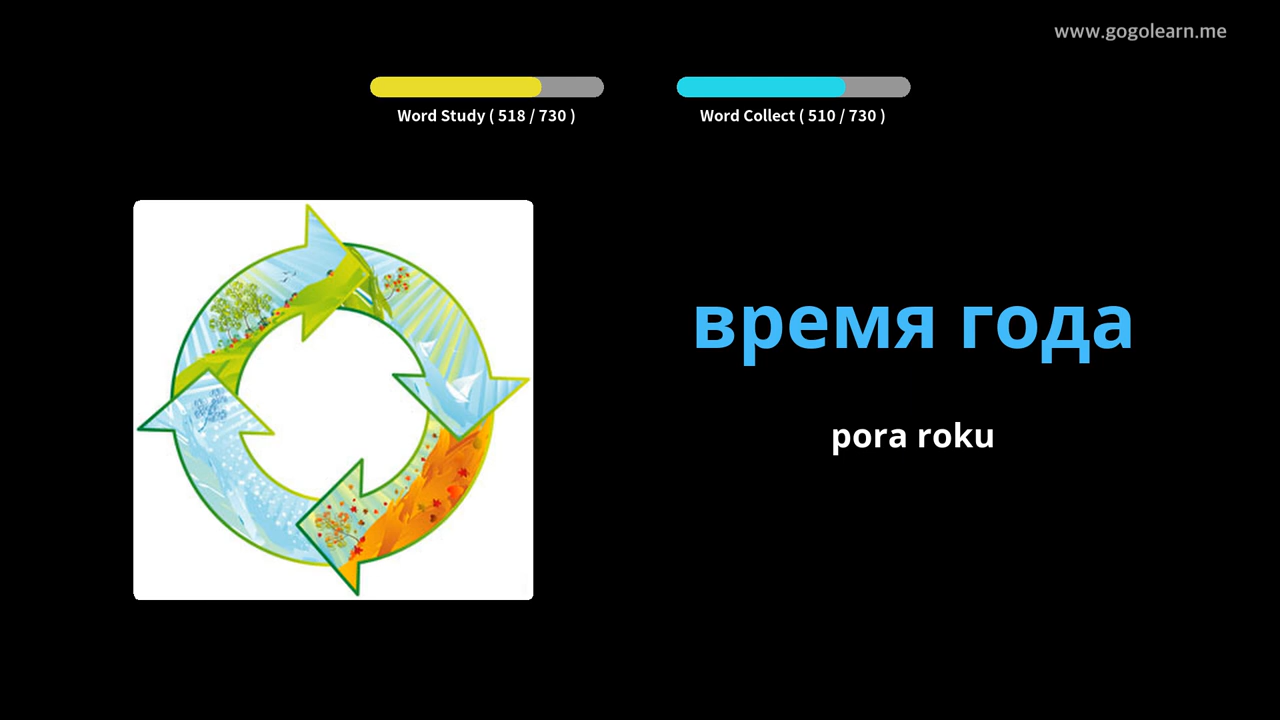 www.gogolearn.me
Word Study ( 518 / 730 )
Word Collect ( 510 / 730 )
время года
pora roku